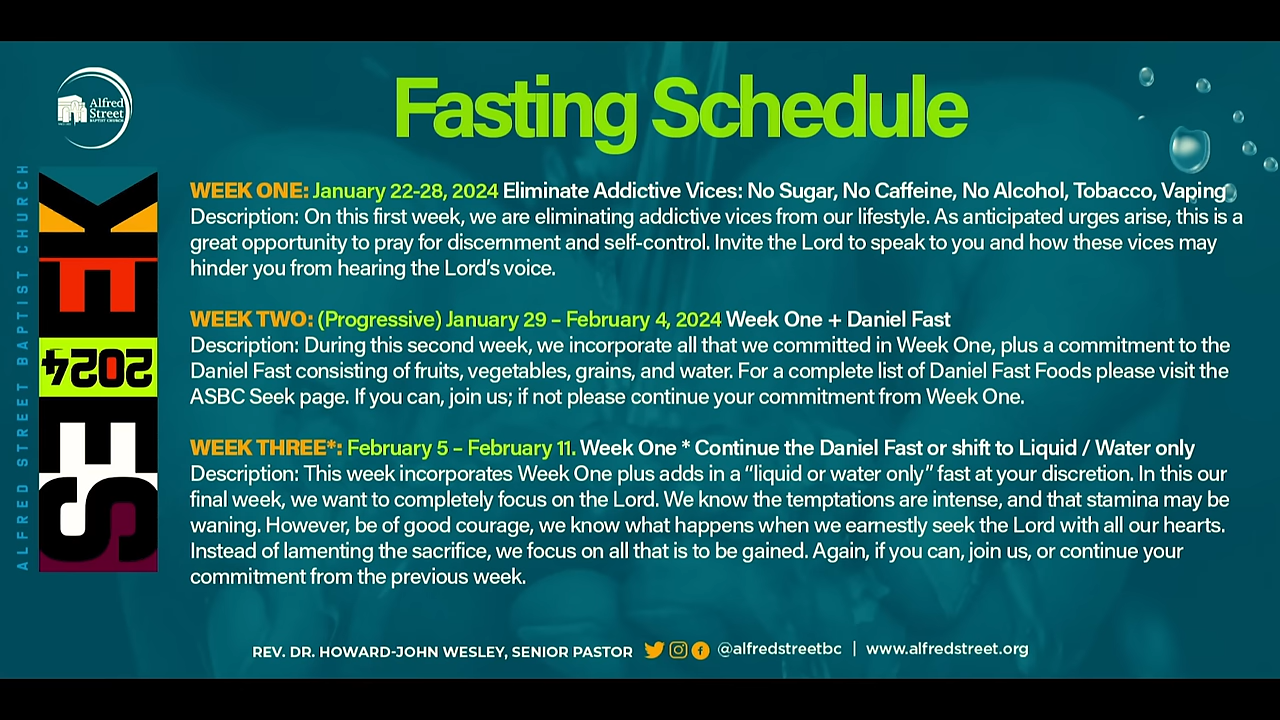 Alfred
Street
BAPTIST CHURCH
Fasting Schedule
ALFRED STREET BAPTIST CHURCH
SEEK
2024
WEEK ONE: January 22-28, 2024 Eliminate Addictive Vices: No Sugar, No Caffeine, No Alcohol, Tobacco, Vaping
Description: On this first week, we are eliminating addictive vices from our lifestyle. As anticipated urges arise, this is a
great opportunity to pray for discernment and self-control. Invite the Lord to speak to you and how these vices may
hinder you from hearing the Lord's voice.
WEEK TWO: (Progressive) January 29 – February 4, 2024 Week One + Daniel Fast
Description: During this second week, we incorporate all that we committed in Week One, plus a commitment to the
Daniel Fast consisting of fruits, vegetables, grains, and water. For a complete list of Daniel Fast Foods please visit the
ASBC Seek page. If you can, join us; if not please continue your commitment from Week One.
WEEK THREE*: February 5 – February 11. Week One * Continue the Daniel Fast or shift to Liquid / Water only
Description: This week incorporates Week One plus adds in a “liquid or water only” fast at your discretion. In this our
final week, we want to completely focus on the Lord. We know the temptations are intense, and that stamina may be
waning. However, be of good courage, we know what happens when we earnestly seek the Lord with all our hearts.
Instead of lamenting the sacrifice, we focus on all that is to be gained. Again, if you can, join us, or continue your
commitment from the previous week.
REV. DR. HOWARD-JOHN WESLEY, SENIOR PASTOR @alfredstreetbc | www.alfredstreet.org